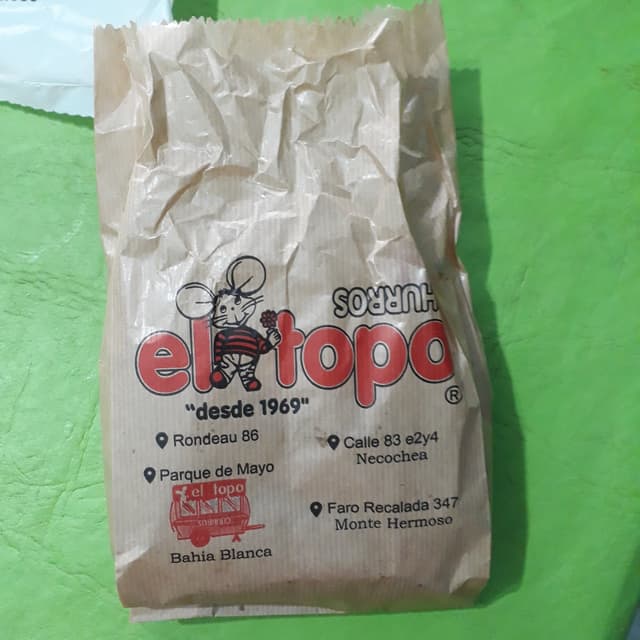 CHURROS
el topo
®
"desde 1969"
Rondeau 86
Parque de Mayo
el topo
CHURROS
Bahia Blanca
Calle 83 e2y4
Necochea
Faro Recalada 347
Monte Hermoso